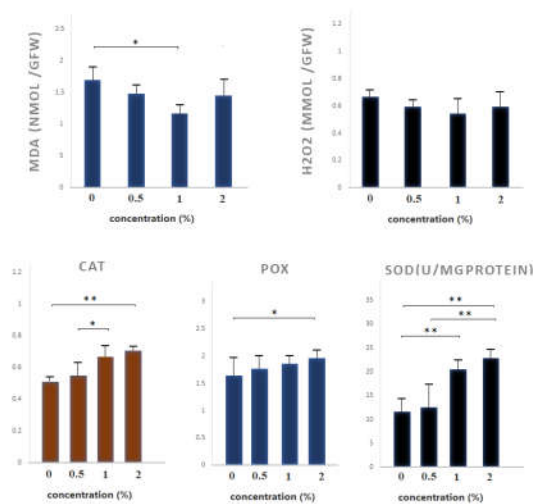 MDA (NMOL /GFW)
2
1
0
*
0 0.5 1 2
concentration (%)
H2O2 (MMOL /GFW)
1.2
1
0.8
0.6
0.4
0.2
0
0 0.5 1 2
concentration (%)
CAT
1.2
1
0.8
0.6
0.4
0.2
0
**
*
0 0.5 1 2
concentration (%)
POX
3
2.5
2
1.5
1
0.5
0
*
0 0.5 1 2
concentration (%)
SOD(U/MGPROTEIN)
35
30
25
20
15
10
5
0
**
**
**
0 0.5 1 2
concentration (%)